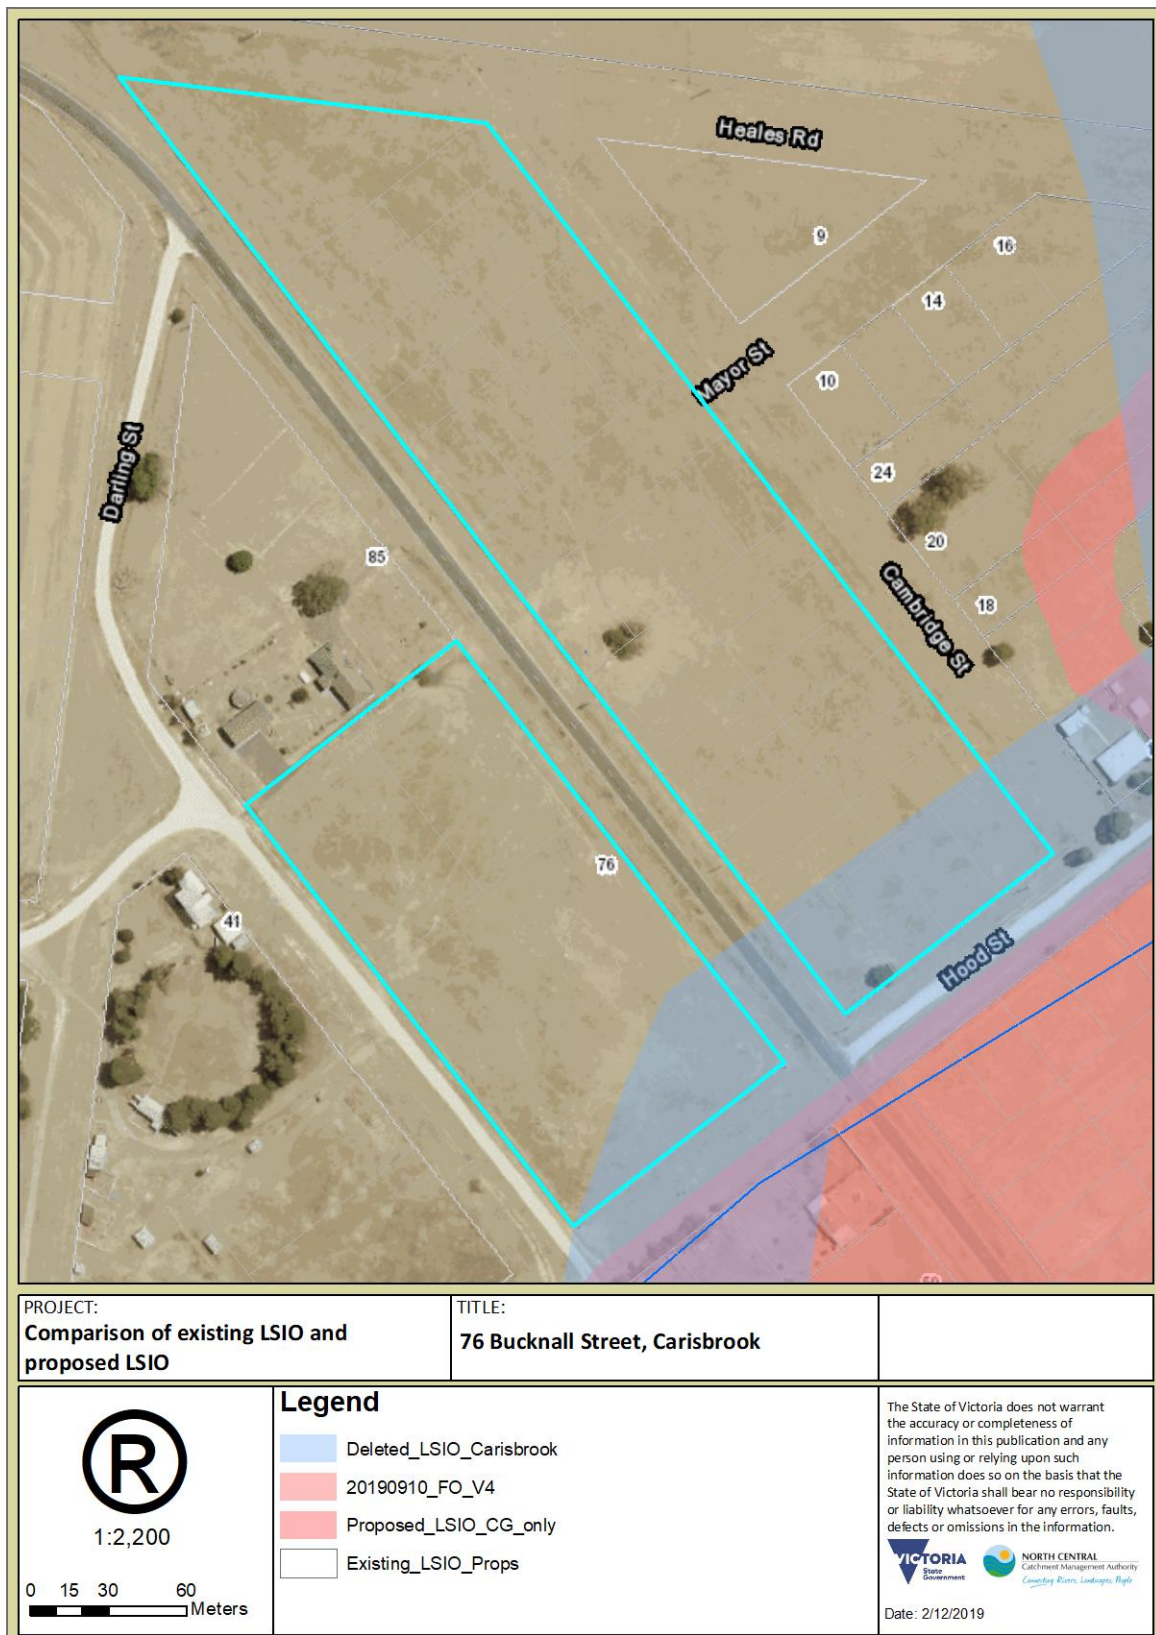 Heales Rd
9
16
14
Mayor St
10
Darling St
24
20
85
Cambridge St
18
76
41
Hood St
PROJECT:
Comparison of existing LSIO and
proposed LSIO
TITLE:
76 Bucknall Street, Carisbrook
R
1:2,200
0 15 30 60
Meters
Legend
Deleted_LSIO_Carisbrook
20190910_FO_V4
Proposed_LSIO_CG_only
Existing_LSIO_Props
The State of Victoria does not warrant
the accuracy or completeness of
information in this publication and any
person using or relying upon such
information does so on the basis that the
State of Victoria shall bear no responsibility
or liability whatsoever for any errors, faults,
defects or omissions in the information.
VICTORIA
State
Government
NORTH CENTRAL
Catchment Management Authority
Connecting Rivers, Landscapes, People
Date: 2/12/2019